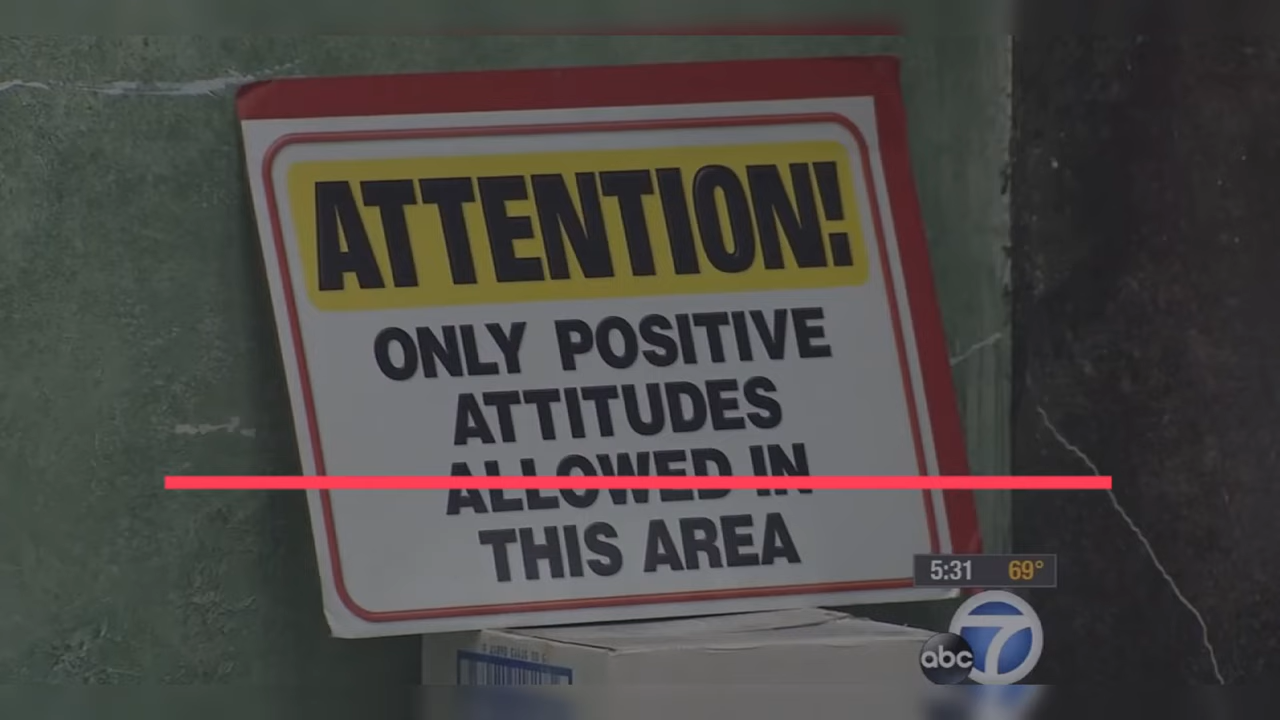 ATTENTION!
ONLY POSITIVE
ATTITUDES
ALLOWED IN
THIS AREA
5:31 69°
abc 7